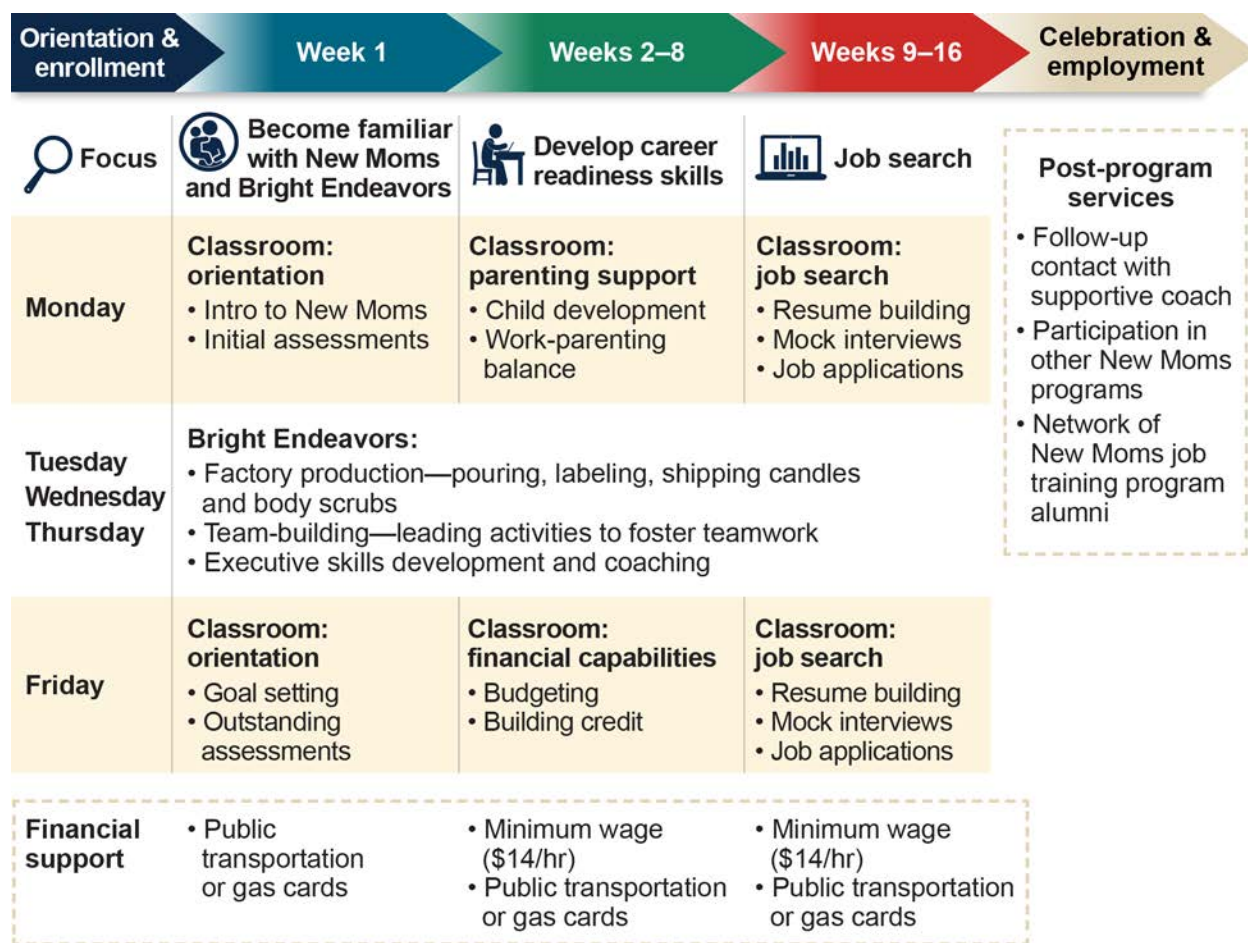 Orientation &
enrollment
Week 1
Weeks 2–8
Weeks 9–16
Celebration &
employment
Focus
Become familiar
with New Moms
and Bright Endeavors
Develop career
readiness skills
Job search
Monday
Classroom:
orientation
• Intro to New Moms
• Initial assessments
Classroom:
parenting support
• Child development
• Work-parenting
balance
Classroom:
job search
• Resume building
• Mock interviews
• Job applications
Tuesday
Wednesday
Thursday
Bright Endeavors:
• Factory production—pouring, labeling, shipping candles
and body scrubs
• Team-building—leading activities to foster teamwork
• Executive skills development and coaching
Friday
Classroom:
orientation
• Goal setting
• Outstanding
assessments
Classroom:
financial capabilities
• Budgeting
• Building credit
Classroom:
job search
• Resume building
• Mock interviews
• Job applications
Financial
support
• Public
transportation
or gas cards
• Minimum wage
($14/hr)
• Public transportation
or gas cards
• Minimum wage
($14/hr)
• Public transportation
or gas cards
Post-program
services
• Follow-up
contact with
supportive coach
• Participation in
other New Moms
programs
• Network of
New Moms job
training program
alumni